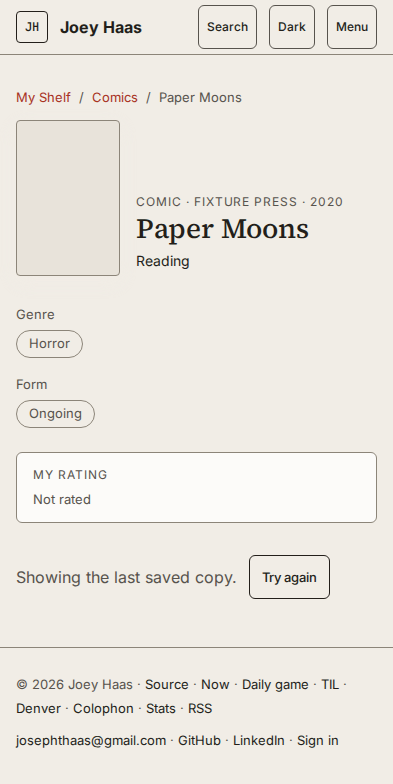 JH Joey Haas Search Dark Menu
My Shelf / Comics / Paper Moons
COMIC · FIXTURE PRESS · 2020
Paper Moons
Reading
Genre
Horror
Form
Ongoing
MY RATING
Not rated
Showing the last saved copy. Try again
© 2026 Joey Haas · Source · Now · Daily game · TIL ·
Denver · Colophon · Stats · RSS
josephthaas@gmail.com · GitHub · LinkedIn · Sign in